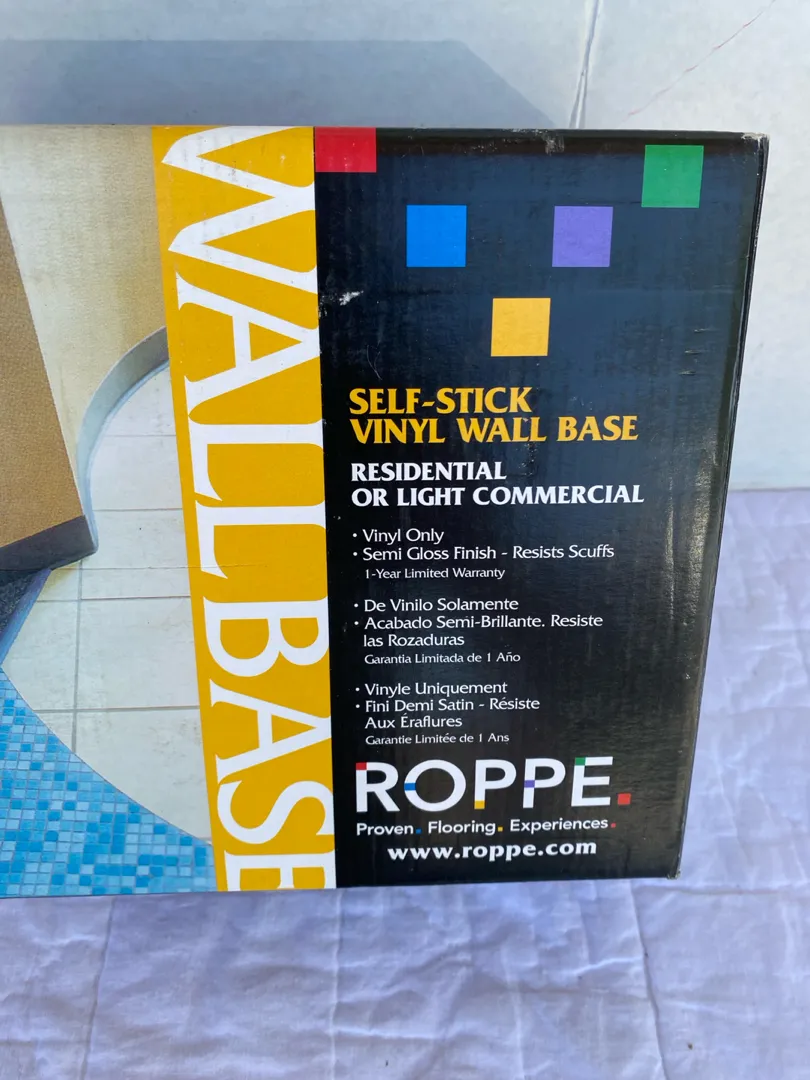 WALL BASE
SELF-STICK
VINYL WALL BASE
RESIDENTIAL
OR LIGHT COMMERCIAL
• Vinyl Only
• Semi Gloss Finish - Resists Scuffs
1-Year Limited Warranty
• De Vinilo Solamente
• Acabado Semi-Brillante. Resiste
las Rozaduras
Garantia Limitada de 1 Año
• Vinyle Uniquement
• Fini Demi Satin - Résiste
Aux Éraflures
Garantie Limitée de 1 Ans
ROPPE.
Proven. Flooring. Experiences.
www.roppe.com